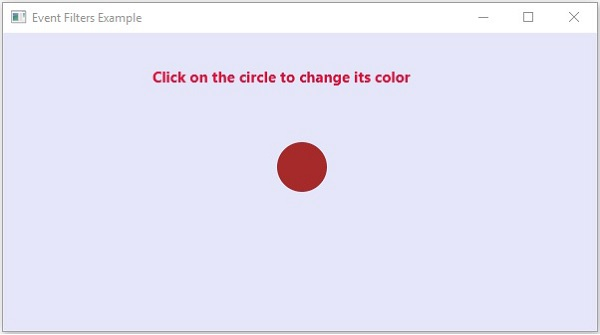 Event Filters Example
Click on the circle to change its color